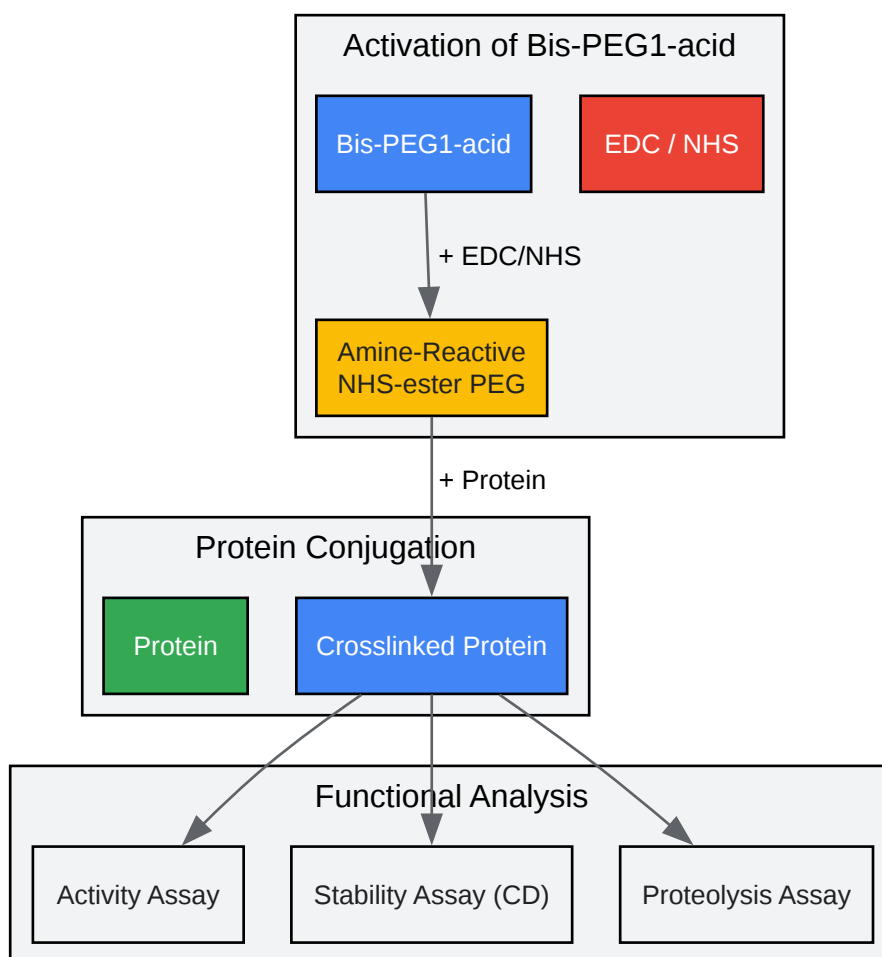 Activation of Bis-PEG1-acid
Bis-PEG1-acid
EDC / NHS
+ EDC/NHS
Amine-Reactive
NHS-ester PEG
+ Protein
Protein Conjugation
Protein
Crosslinked Protein
Functional Analysis
Activity Assay
Stability Assay (CD)
Proteolysis Assay